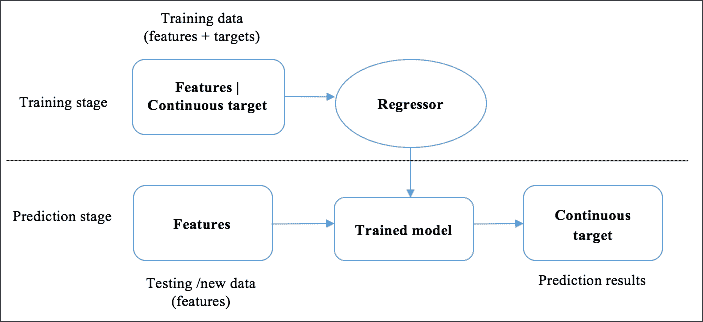 Training data
(features + targets)
Training stage
Features |
Continuous target
Regressor
Prediction stage
Features
Trained model
Continuous
target
Testing /new data
(features)
Prediction results